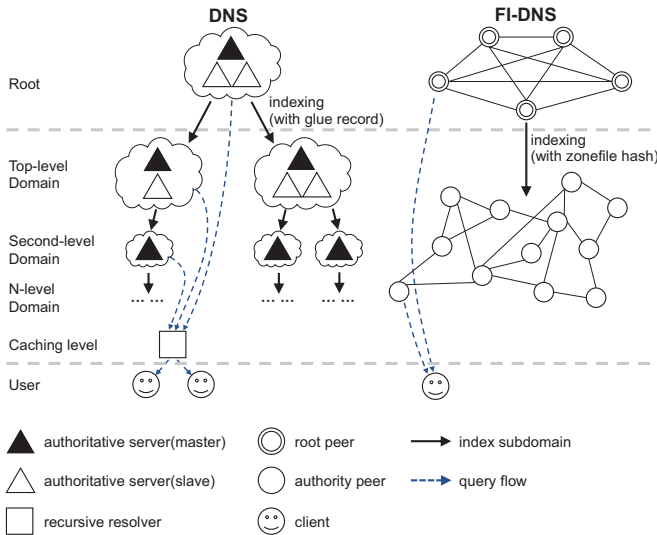 DNS
FI-DNS
Root
indexing
(with glue record)
indexing
(with zonefile hash)
Top-level
Domain
Second-level
Domain
N-level
Domain
... ...
... ...
... ...
Caching level
User
authoritative server(master)
root peer
index subdomain
authoritative server(slave)
authority peer
query flow
recursive resolver
client